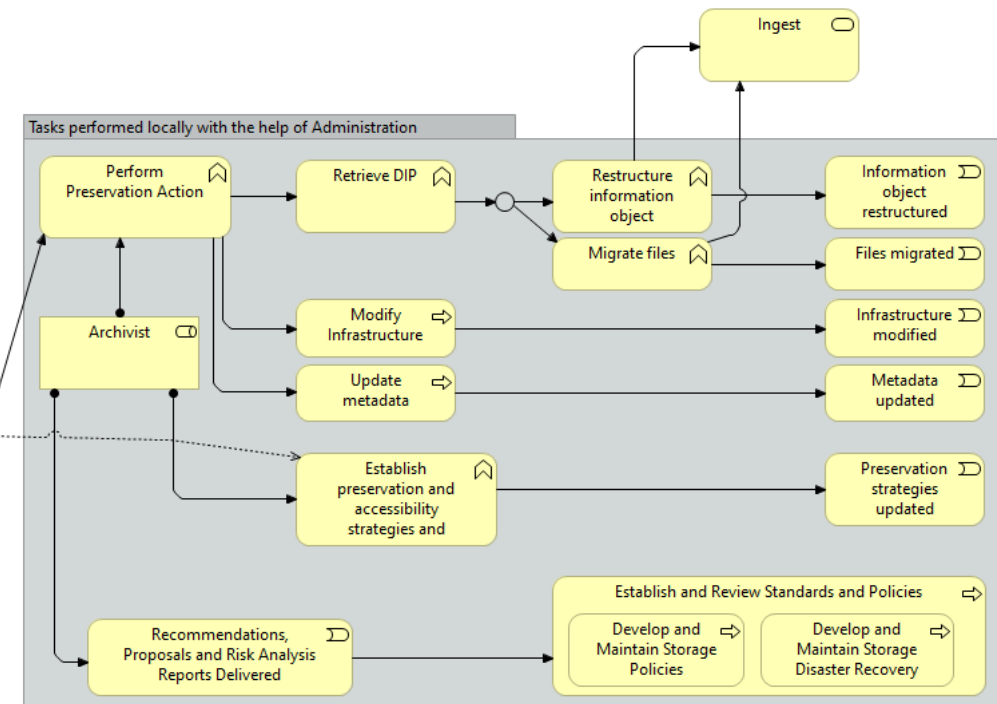 Ingest
Tasks performed locally with the help of Administration
Perform
Preservation Action
Retrieve DIP
Restructure
information
object
Information
object
restructured
Migrate files
Files migrated
Archivist
Modify
Infrastructure
Infrastructure
modified
Update
metadata
Metadata
updated
Establish
preservation and
accessibility
strategies and
Preservation
strategies
updated
Recommendations,
Proposals and Risk Analysis
Reports Delivered
Establish and Review Standards and Policies
Develop and
Maintain Storage
Policies
Develop and
Maintain Storage
Disaster Recovery